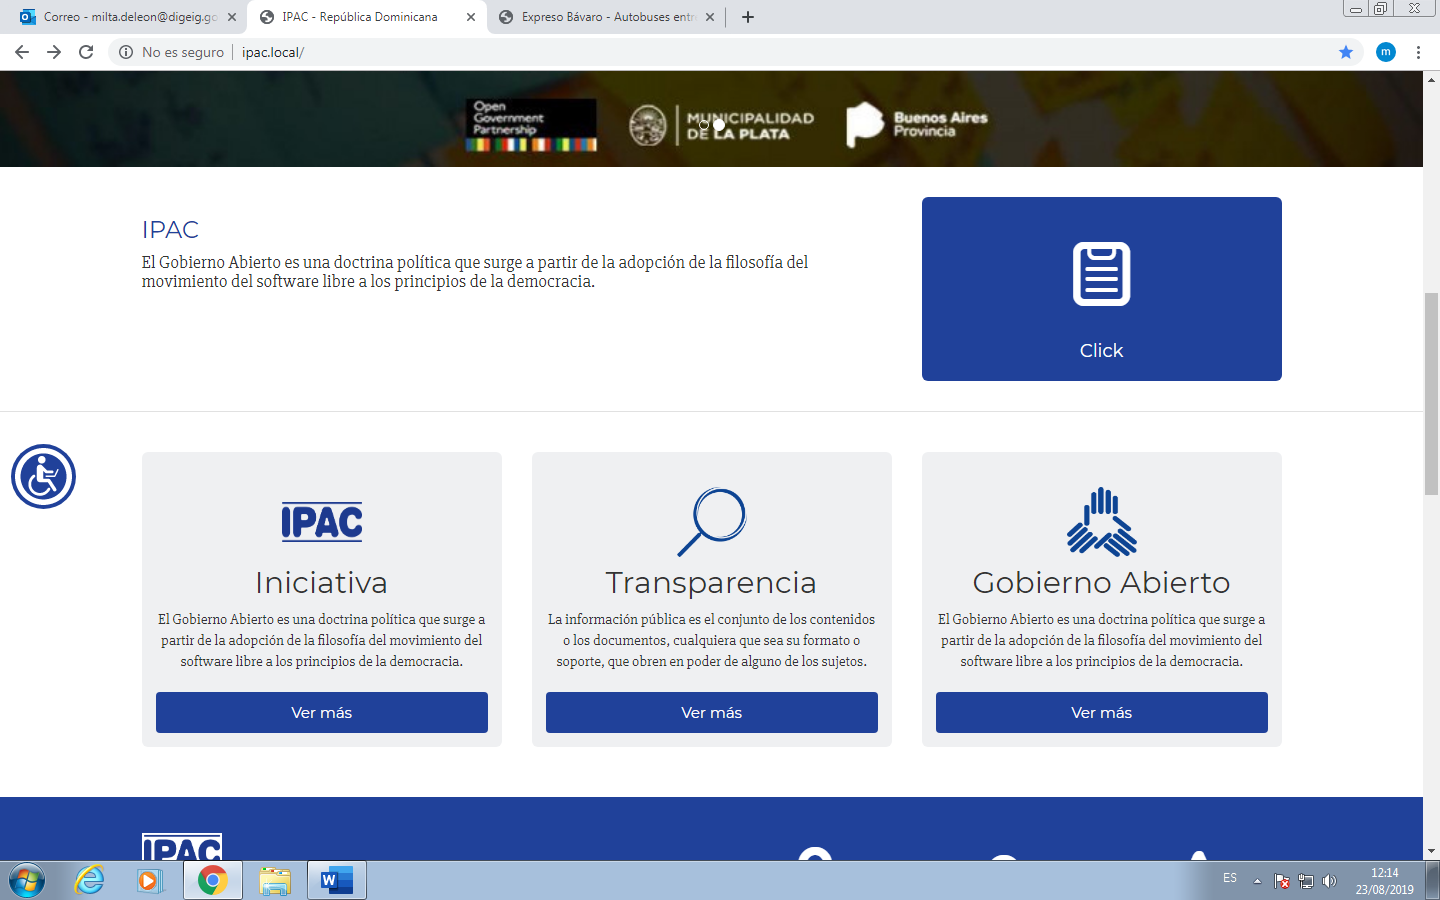 Correo - milta.deleon@digeig.go
IPAC - República Dominicana
Expreso Bávaro - Autobuses entr
No es seguro
ipac.local/
m
Open
Government
Partnership
MUNICIPALIDAD
DE LA PLATA
Buenos Aires
Provincia
IPAC
El Gobierno Abierto es una doctrina política que surge a partir de la adopción de la filosofía del
movimiento del software libre a los principios de la democracia.
Click
IPAC
Iniciativa
El Gobierno Abierto es una doctrina política que surge a
partir de la adopción de la filosofía del movimiento del
software libre a los principios de la democracia.
Ver más
Transparencia
La información pública es el conjunto de los contenidos
o los documentos, cualquiera que sea su formato o
soporte, que obren en poder de alguno de los sujetos.
Ver más
Gobierno Abierto
El Gobierno Abierto es una doctrina política que surge a
partir de la adopción de la filosofía del movimiento del
software libre a los principios de la democracia.
Ver más
IPAC
ES
12:14
23/08/2019